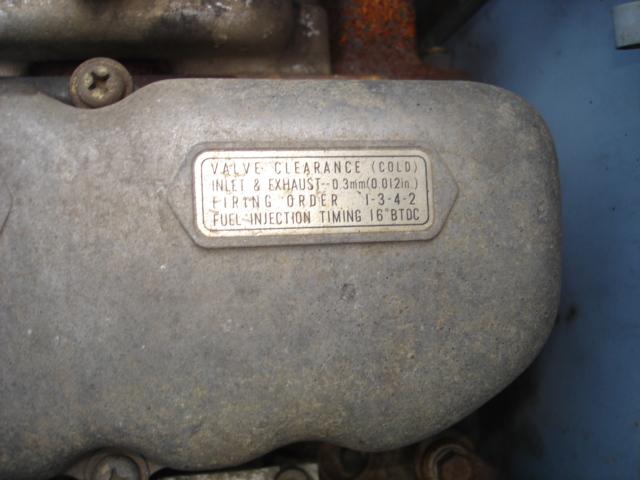 VALVE CLEARANCE (COLD)
INLET & EXHAUST--0.3mm(0.012in.)
FIRING ORDER 1-3-4-2
FUEL INJECTION TIMING 16°BTDC